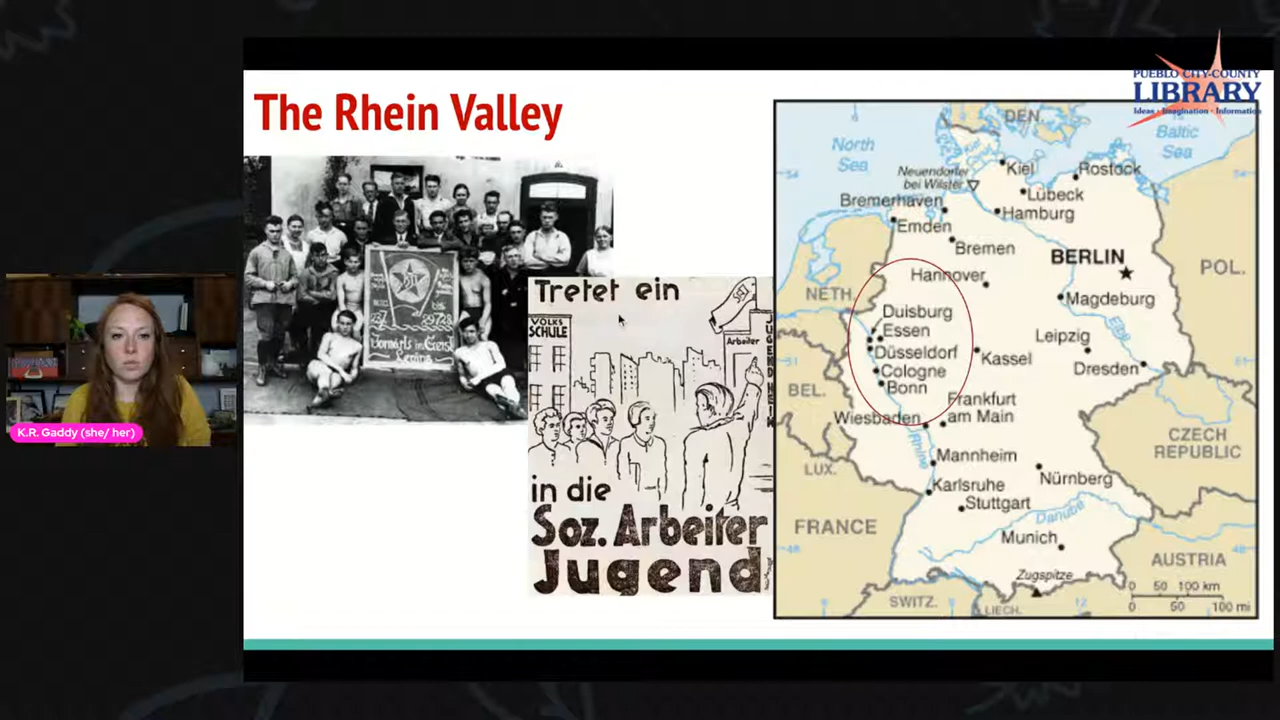 The Rhein Valley
PUEBLO CITY-COUNTY
LIBRARY
Ideas • Imagination • Information
Vorwärts im Geist
Lenins
Tretet ein
VOLKS
SCHULE
SAJ
Arbeiter
in die
Soz. Arbeiter
Jugend
K.R. Gaddy (she/ her)
DEN.
North
Sea
Baltic
Sea
Kiel
Rostock
Neuendorfer
bei Wilster
Lübeck
Bremerhaven
Hamburg
Emden
Bremen
BERLIN
POL.
Hannover
NETH.
Magdeburg
Elbe
Duisburg
Essen
Leipzig
Düsseldorf
Kassel
Dresden
Cologne
Bonn
BEL.
Frankfurt
am Main
Wiesbaden
CZECH
REPUBLIC
Rhine
Mannheim
LUX.
Nürnberg
Karlsruhe
Stuttgart
Danube
FRANCE
Munich
AUSTRIA
Zugspitze
0 50 100 km
0 50 100 mi
SWITZ.
LIECH.
12